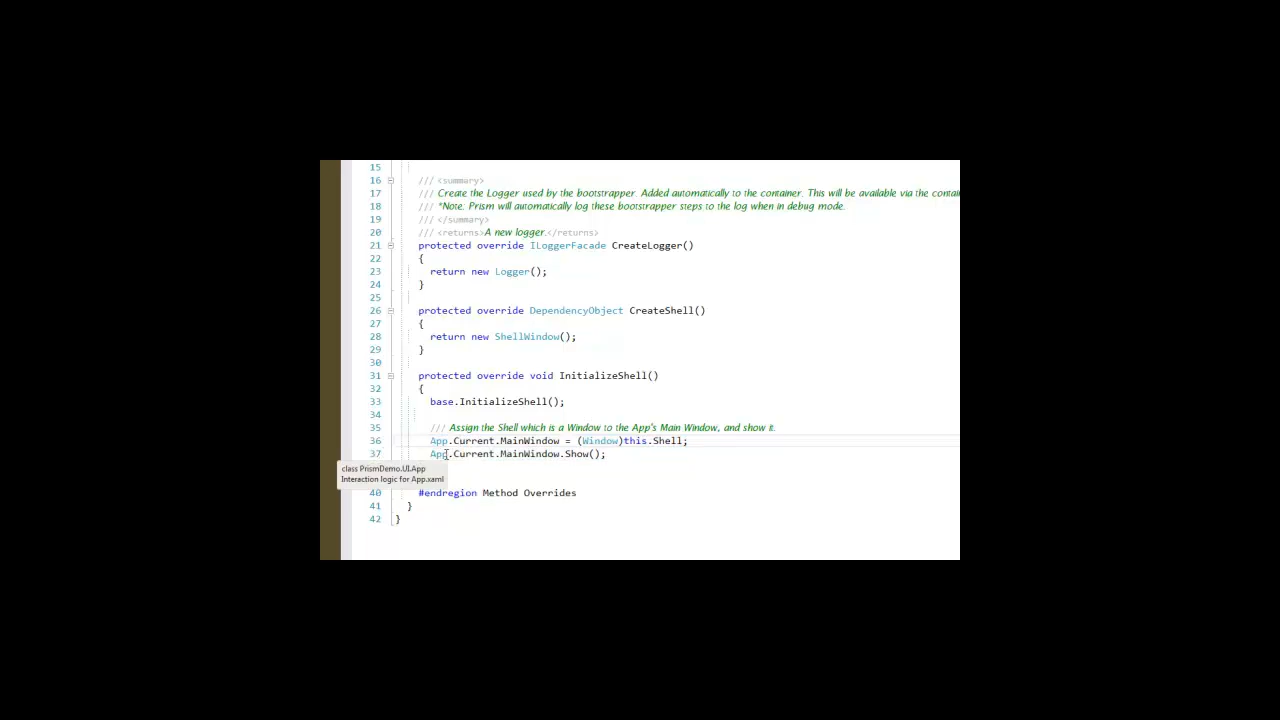 15
16 /// <summary>
17 /// Create the Logger used by the bootstrapper. Added automatically to the container. This will be available via the contai
18 /// *Note: Prism will automatically log these bootstrapper steps to the log when in debug mode.
19 /// </summary>
20 /// <returns>A new logger.</returns>
21 protected override ILoggerFacade CreateLogger()
22 {
23 return new Logger();
24 }
25
26 protected override DependencyObject CreateShell()
27 {
28 return new ShellWindow();
29 }
30
31 protected override void InitializeShell()
32 {
33 base.InitializeShell();
34
35 /// Assign the Shell which is a Window to the App's Main Window, and show it.
36 App.Current.MainWindow = (Window)this.Shell;
37 App.Current.MainWindow.Show();
class PrismDemo.UI.App
Interaction logic for App.xaml
40 #endregion Method Overrides
41 }
42 }